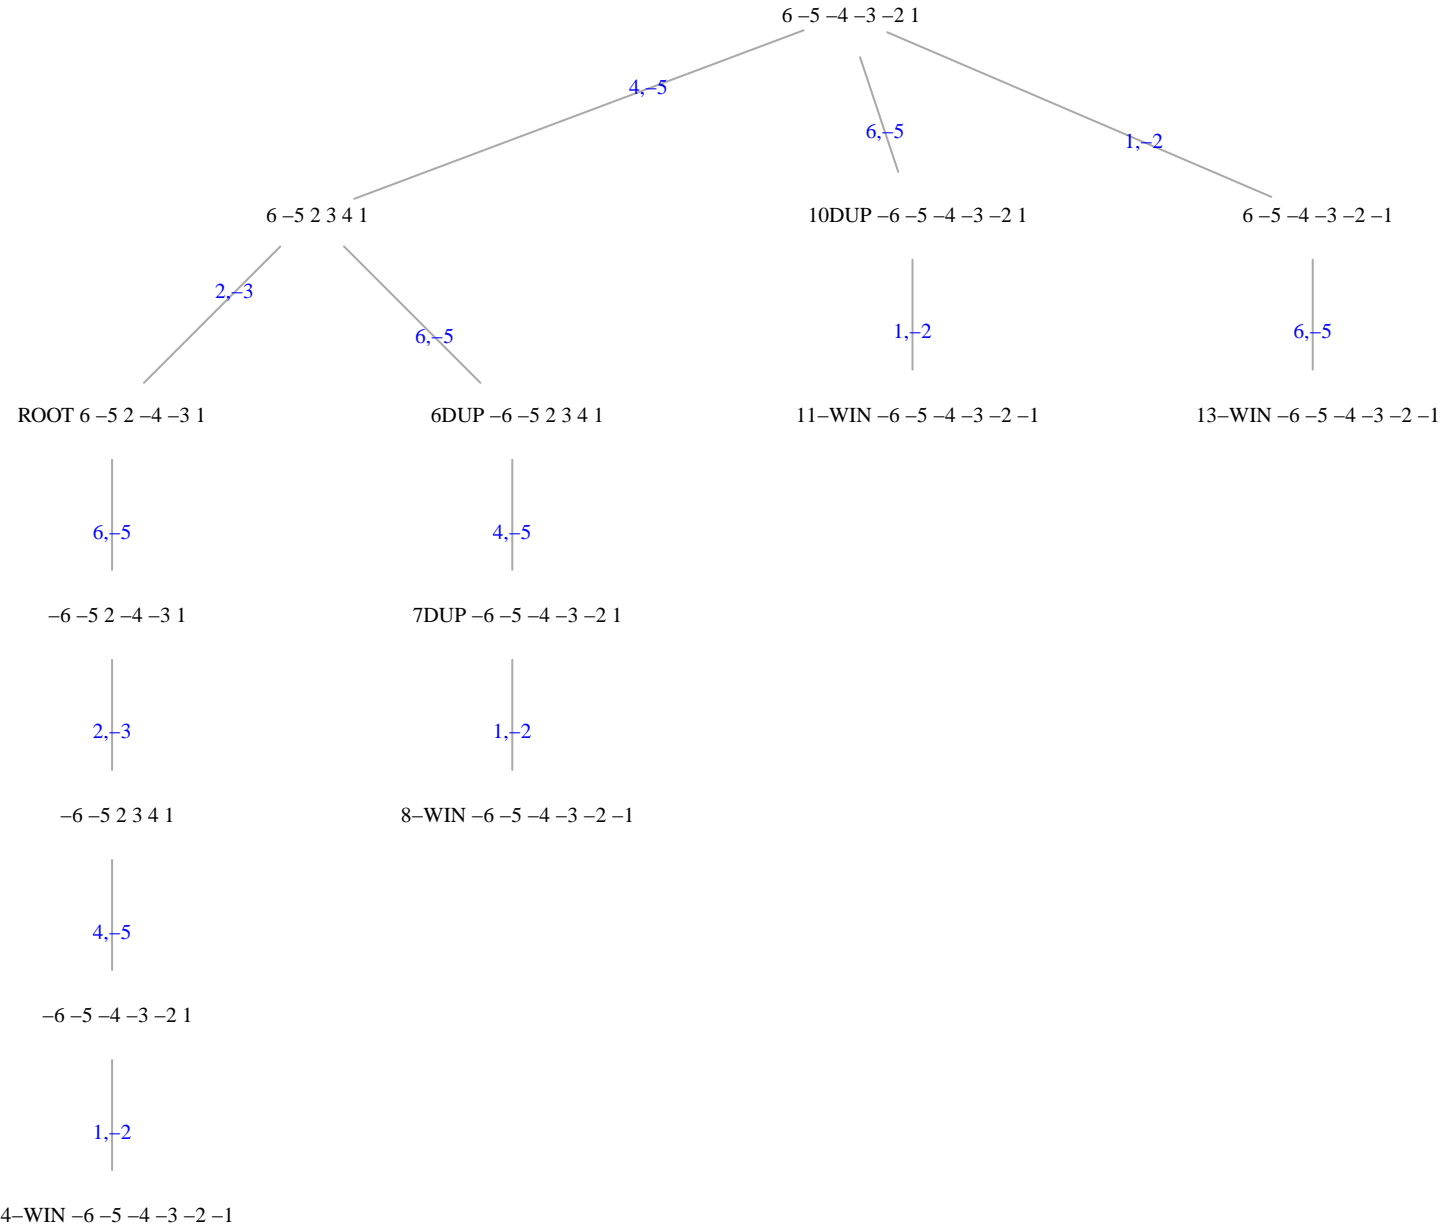 6 –5 –4 –3 –2 1
4,–5
6,–5
1,–2
6 –5 2 3 4 1
10DUP –6 –5 –4 –3 –2 1
6 –5 –4 –3 –2 –1
2,–3
6,–5
1,–2
6,–5
ROOT 6 –5 2 –4 –3 1
6DUP –6 –5 2 3 4 1
11–WIN –6 –5 –4 –3 –2 –1
13–WIN –6 –5 –4 –3 –2 –1
6,–5
4,–5
–6 –5 2 –4 –3 1
7DUP –6 –5 –4 –3 –2 1
2,–3
1,–2
–6 –5 2 3 4 1
8–WIN –6 –5 –4 –3 –2 –1
4,–5
–6 –5 –4 –3 –2 1
1,–2
4–WIN –6 –5 –4 –3 –2 –1